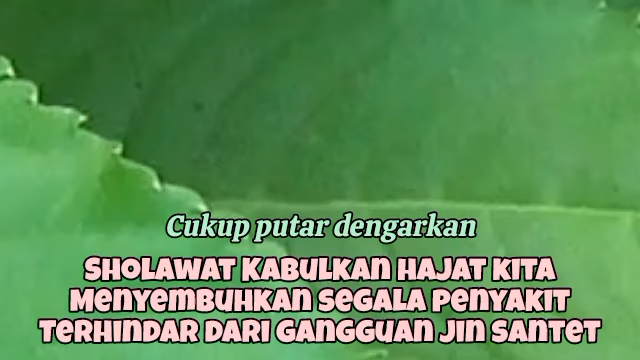 Cukup putar dengarkan
SHOLAWAT KABULKAN HAJAT KITA
MENYEMBUHKAN SEGALA PENYAKIT
TERHINDAR DARI GANGGUAN JIN SANTET